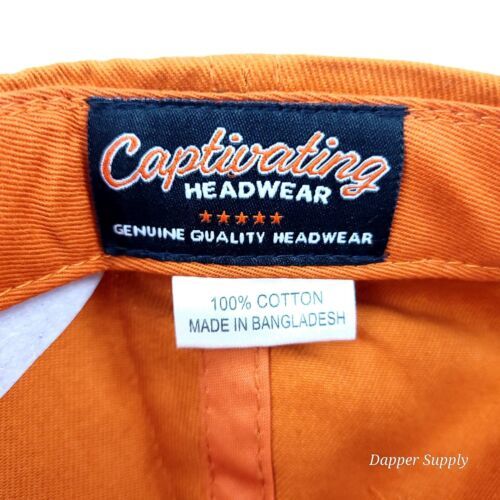 Captivating
HEADWEAR
★★★★★
GENUINE QUALITY HEADWEAR
100% COTTON
MADE IN BANGLADESH
Dapper Supply